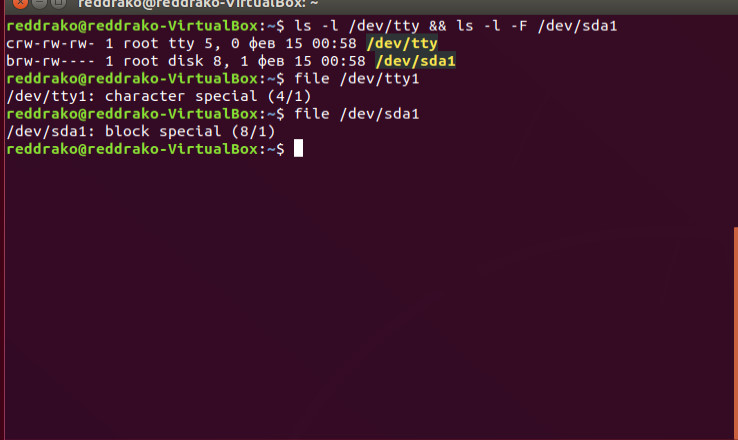 reddrako@reddrako-VirtualBox: ~
reddrako@reddrako-VirtualBox:~$ ls -l /dev/tty && ls -l -F /dev/sda1
crw-rw-rw- 1 root tty 5, 0 фев 15 00:58 /dev/tty
brw-rw---- 1 root disk 8, 1 фев 15 00:58 /dev/sda1
reddrako@reddrako-VirtualBox:~$ file /dev/tty1
/dev/tty1: character special (4/1)
reddrako@reddrako-VirtualBox:~$ file /dev/sda1
/dev/sda1: block special (8/1)
reddrako@reddrako-VirtualBox:~$